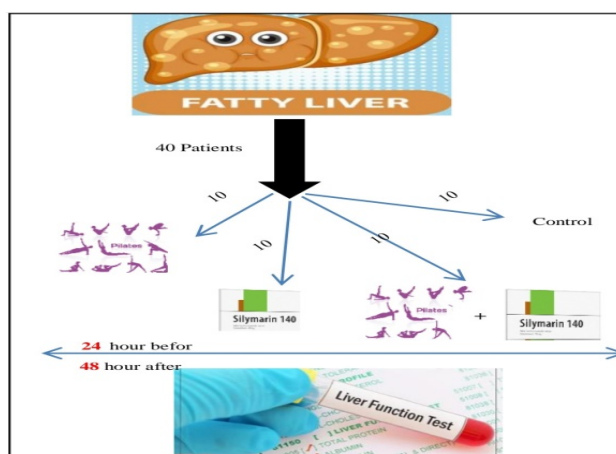 FATTY LIVER
40 Patients
10
10
10
10
Control
Pilates
Silymarin 140
Pilates
+
Silymarin 140
24 hour befor
48 hour after
Liver Function Test
PROFILE
TOTAL PROTEIN